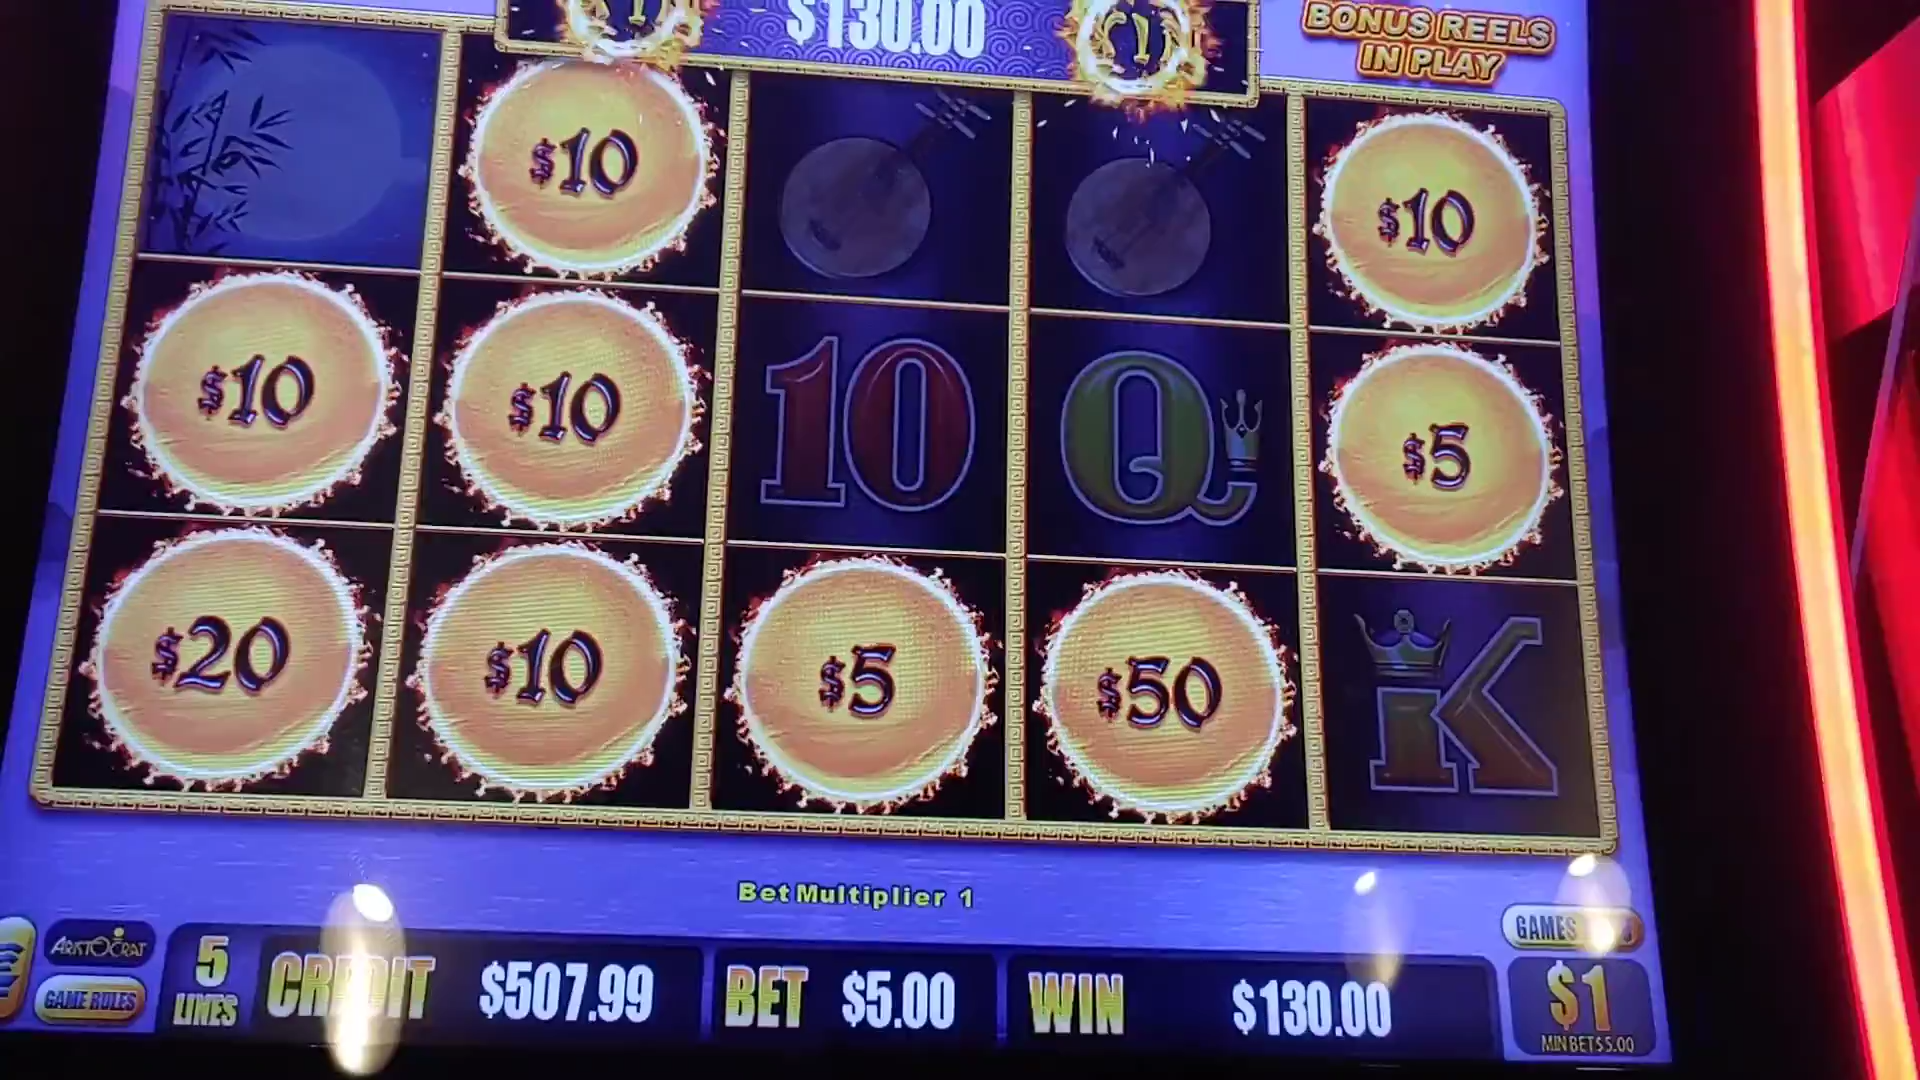 $130.00
BONUS REELS
IN PLAY
$10
$10
$10
$10
10
Q
$5
$20
$10
$5
$50
K
Bet Multiplier 1
GAMES
ARISTOCRAT
GAME RULES
5
LINES
CREDIT $507.99
BET $5.00
WIN $130.00
$1
MIN BET $5.00